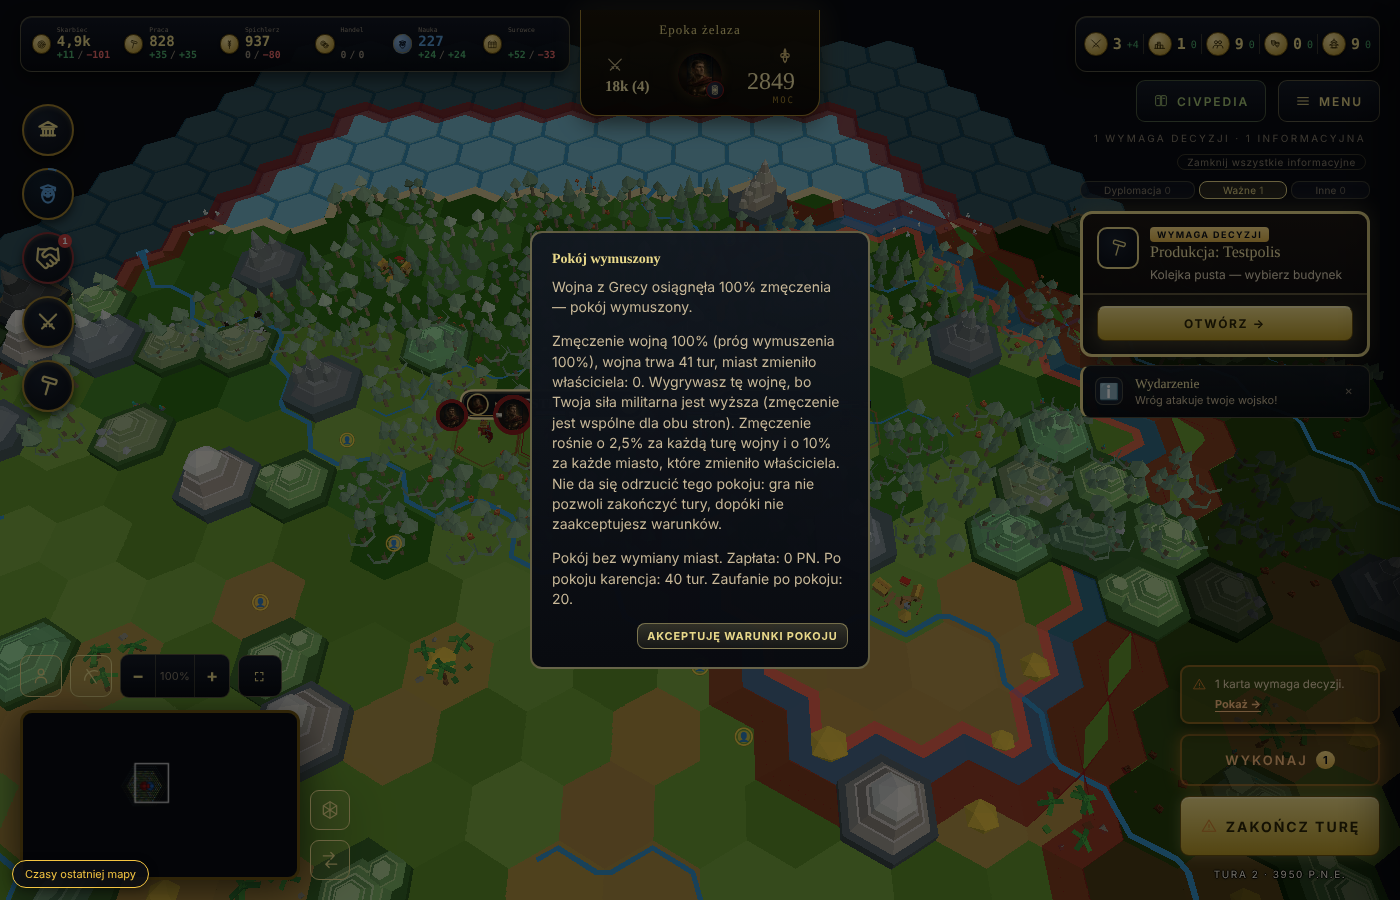 Skarbiec
4,9k
+11 / −101
Praca
828
+35 / +35
Spichlerz
937
0 / −80
Handel
0 / 0
Nauka
227
+24 / +24
Surowce
+52 / −33
Epoka żelaza
18k (4)
2849
MOC
3 +4
1 0
9 0
0 0
9 0
CIVPEDIA
MENU
1 WYMAGA DECYZJI · 1 INFORMACYJNA
Zamknij wszystkie informacyjne
Dyplomacja 0
Ważne 1
Inne 0
WYMAGA DECYZJI
Produkcja: Testpolis
Kolejka pusta — wybierz budynek
OTWÓRZ →
Wydarzenie
Wróg atakuje twoje wojsko!
×
1
Pokój wymuszony
Wojna z Grecy osiągnęła 100% zmęczenia
— pokój wymuszony.
Zmęczenie wojną 100% (próg wymuszenia
100%), wojna trwa 41 tur, miast zmieniło
właściciela: 0. Wygrywasz tę wojnę, bo
Twoja siła militarna jest wyższa (zmęczenie
jest wspólne dla obu stron). Zmęczenie
rośnie o 2,5% za każdą turę wojny i o 10%
za każde miasto, które zmieniło właściciela.
Nie da się odrzucić tego pokoju: gra nie
pozwoli zakończyć tury, dopóki nie
zaakceptujesz warunków.
Pokój bez wymiany miast. Zapłata: 0 PN. Po
pokoju karencja: 40 tur. Zaufanie po pokoju:
20.
AKCEPTUJĘ WARUNKI POKOJU
− 100% +
1 karta wymaga decyzji.
Pokaż →
WYKONAJ 1
ZAKOŃCZ TURĘ
TURA 2 · 3950 P.N.E.
Czasy ostatniej mapy